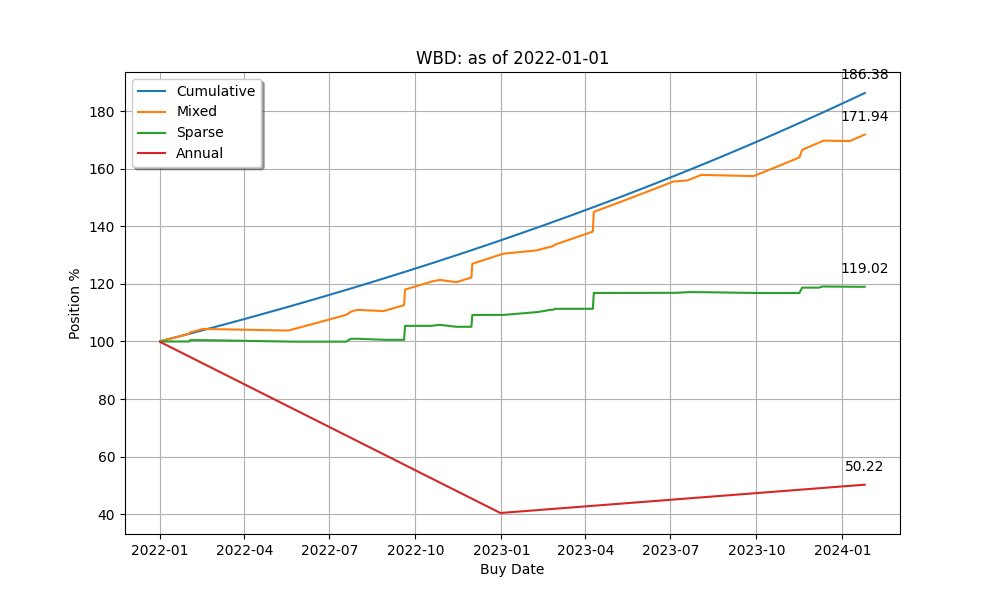 WBD: as of 2022-01-01
Cumulative
Mixed
Sparse
Annual
186.38
171.94
119.02
50.22
Position %
180
160
140
120
100
80
60
40
2022-01 2022-04 2022-07 2022-10 2023-01 2023-04 2023-07 2023-10 2024-01
Buy Date